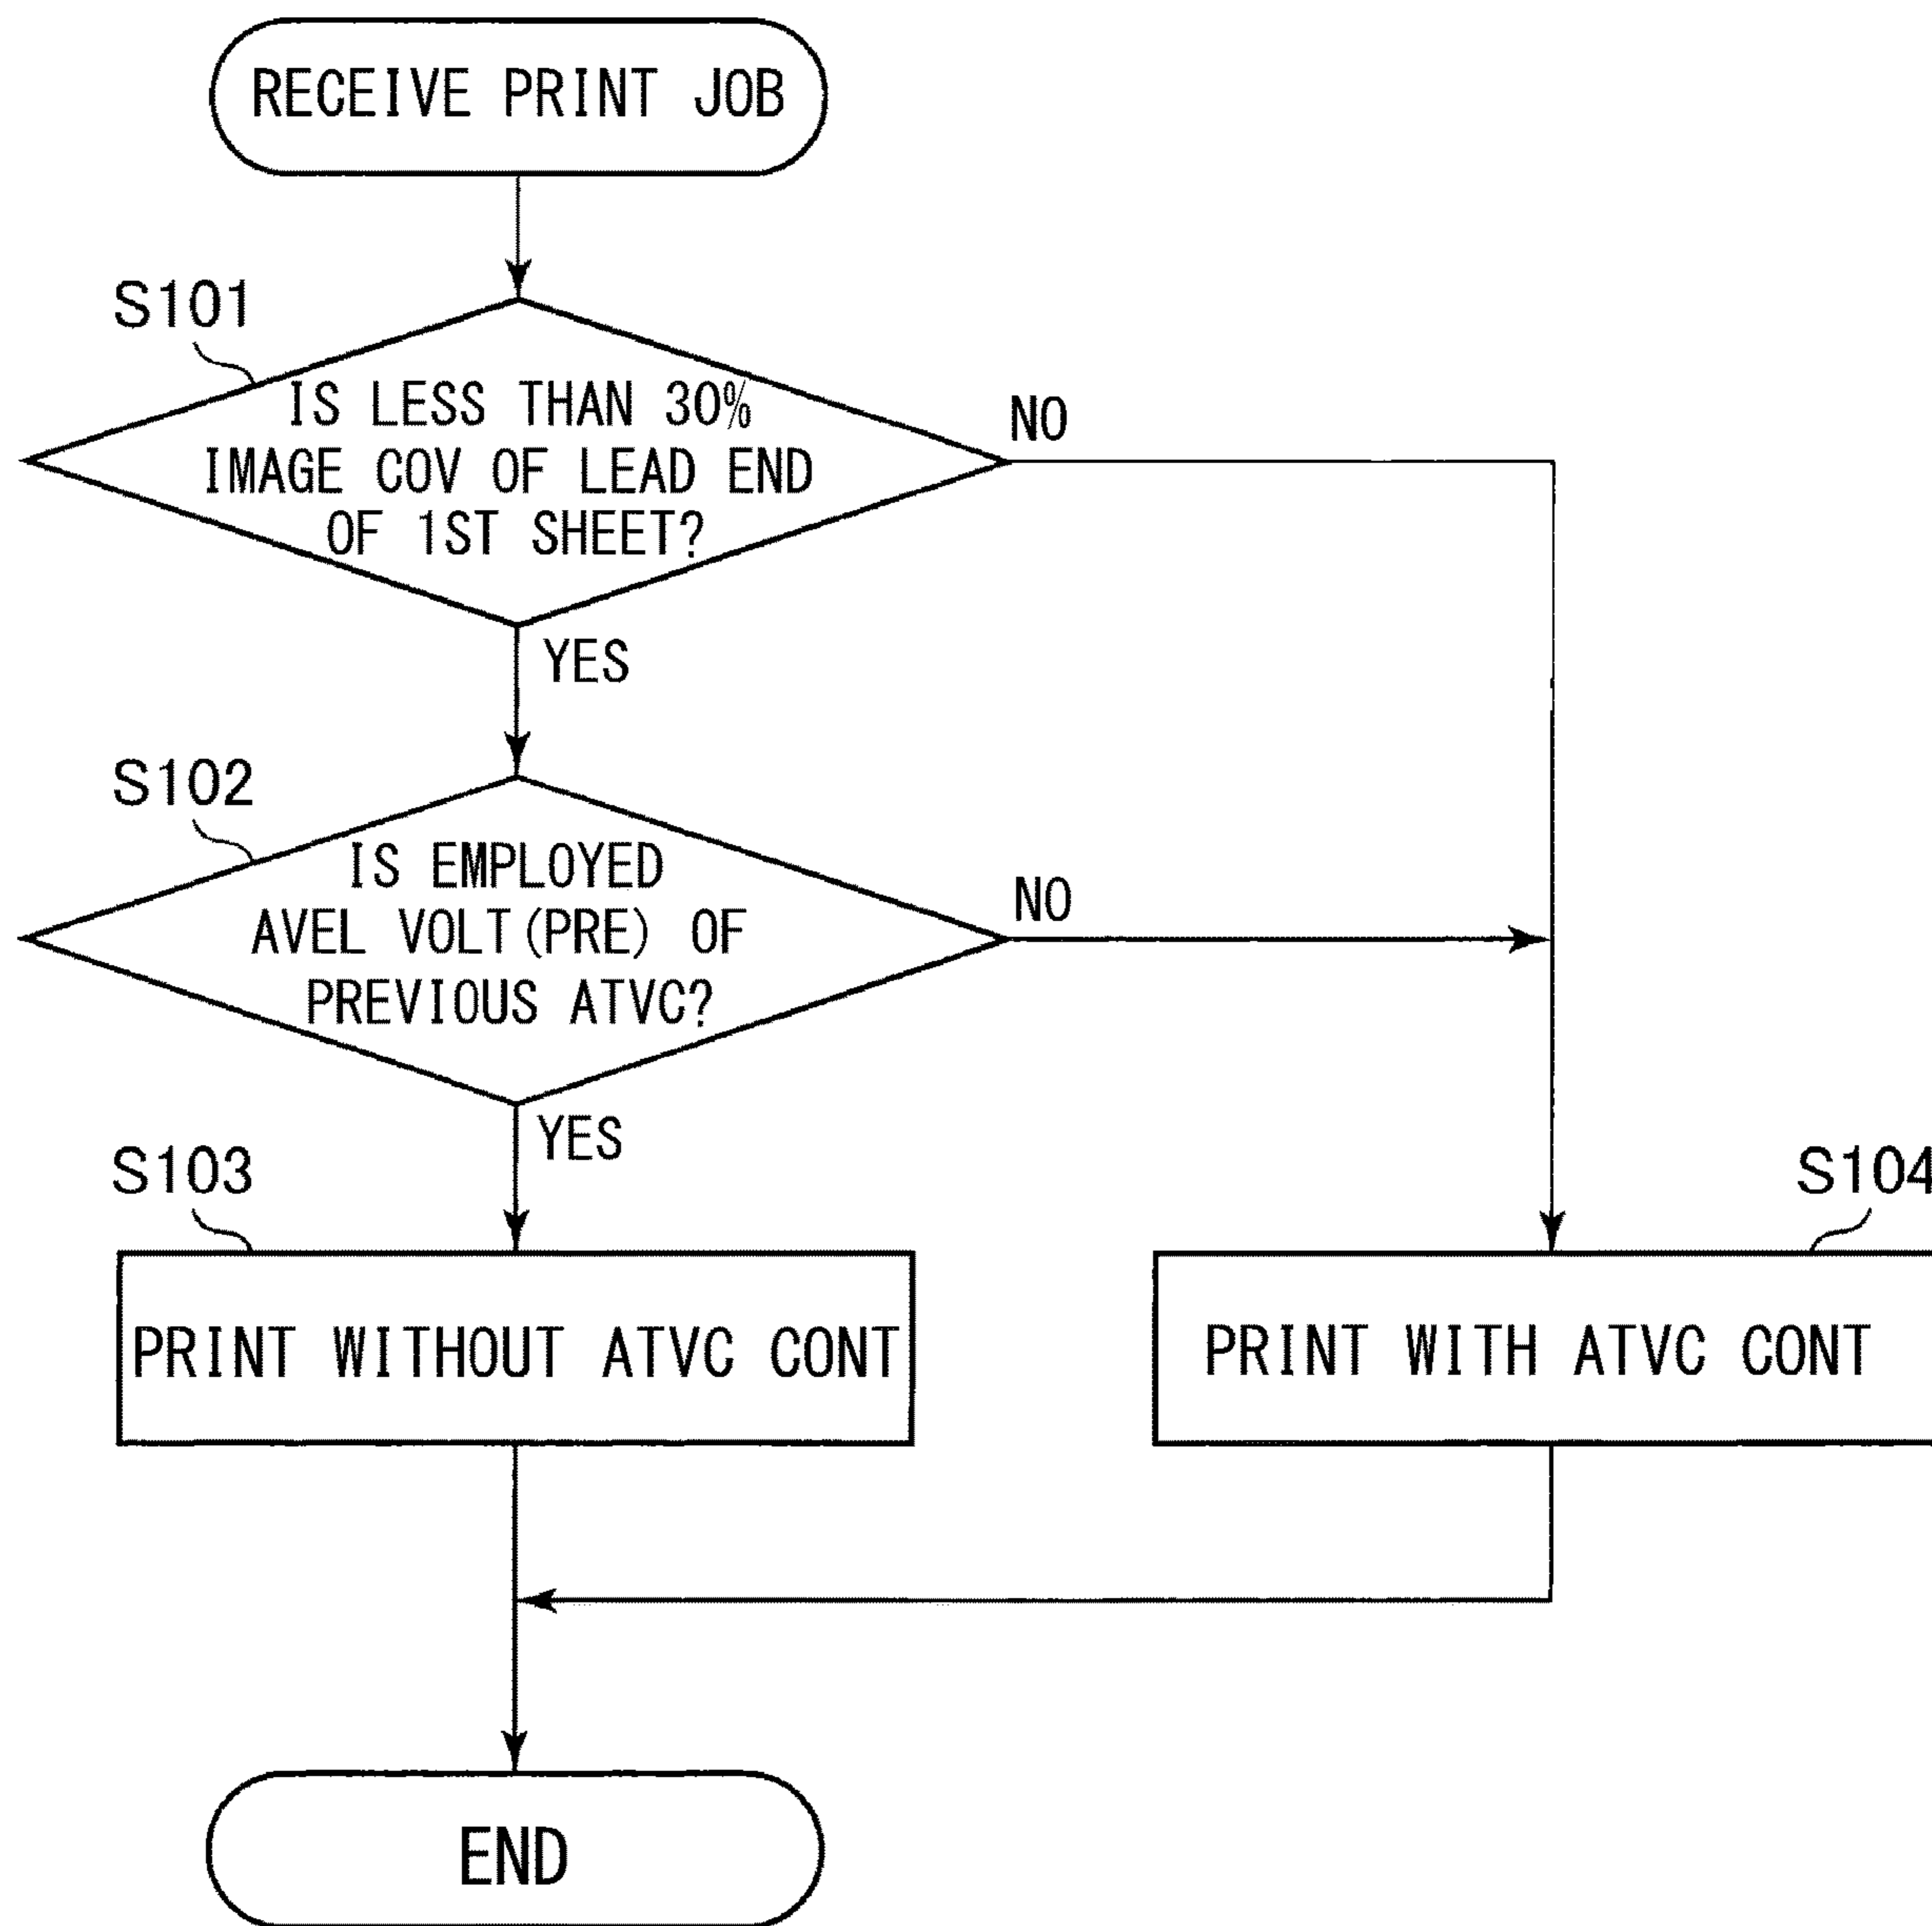 RECEIVE PRINT JOB
S101
IS LESS THAN 30%
IMAGE COV OF LEAD END
OF 1ST SHEET?
NO
YES
S102
IS EMPLOYED
AVEL VOLT(PRE) OF
PREVIOUS ATVC?
NO
YES
S103
S104
PRINT WITHOUT ATVC CONT
PRINT WITH ATVC CONT
END